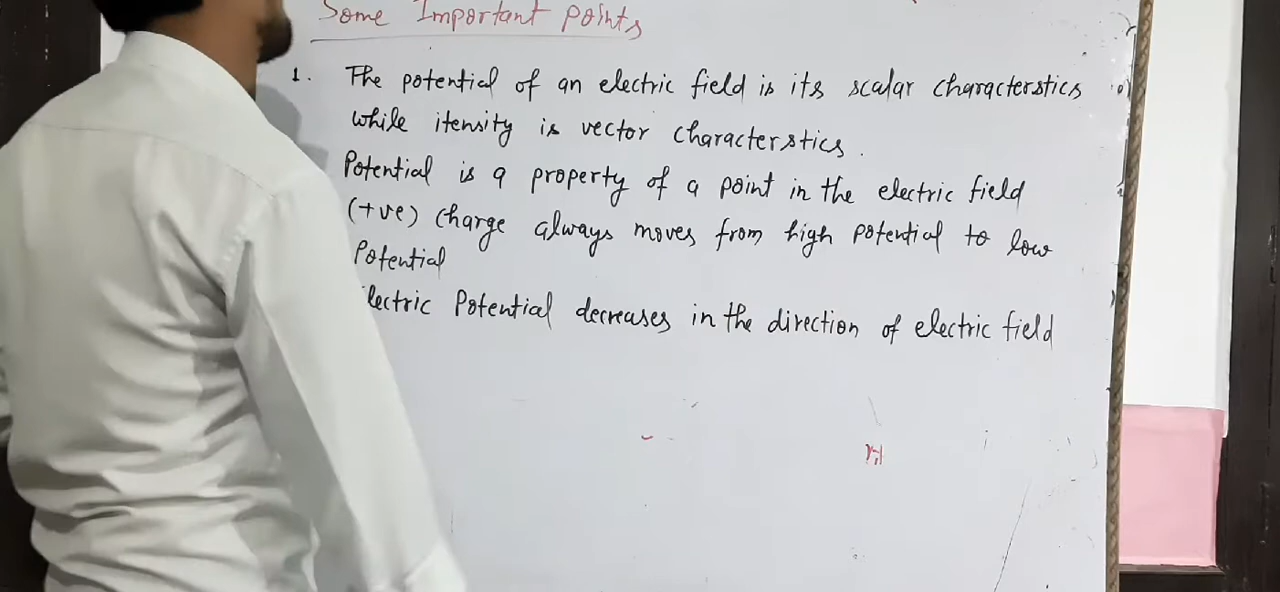 Some Important points
1. The potential of an electric field is its scalar characterstics
while itensity is vector characterstics.
Potential is a property of a point in the electric field
(+ve) charge always moves from high potential to low
Potential
lectric Potential decreases in the direction of electric field